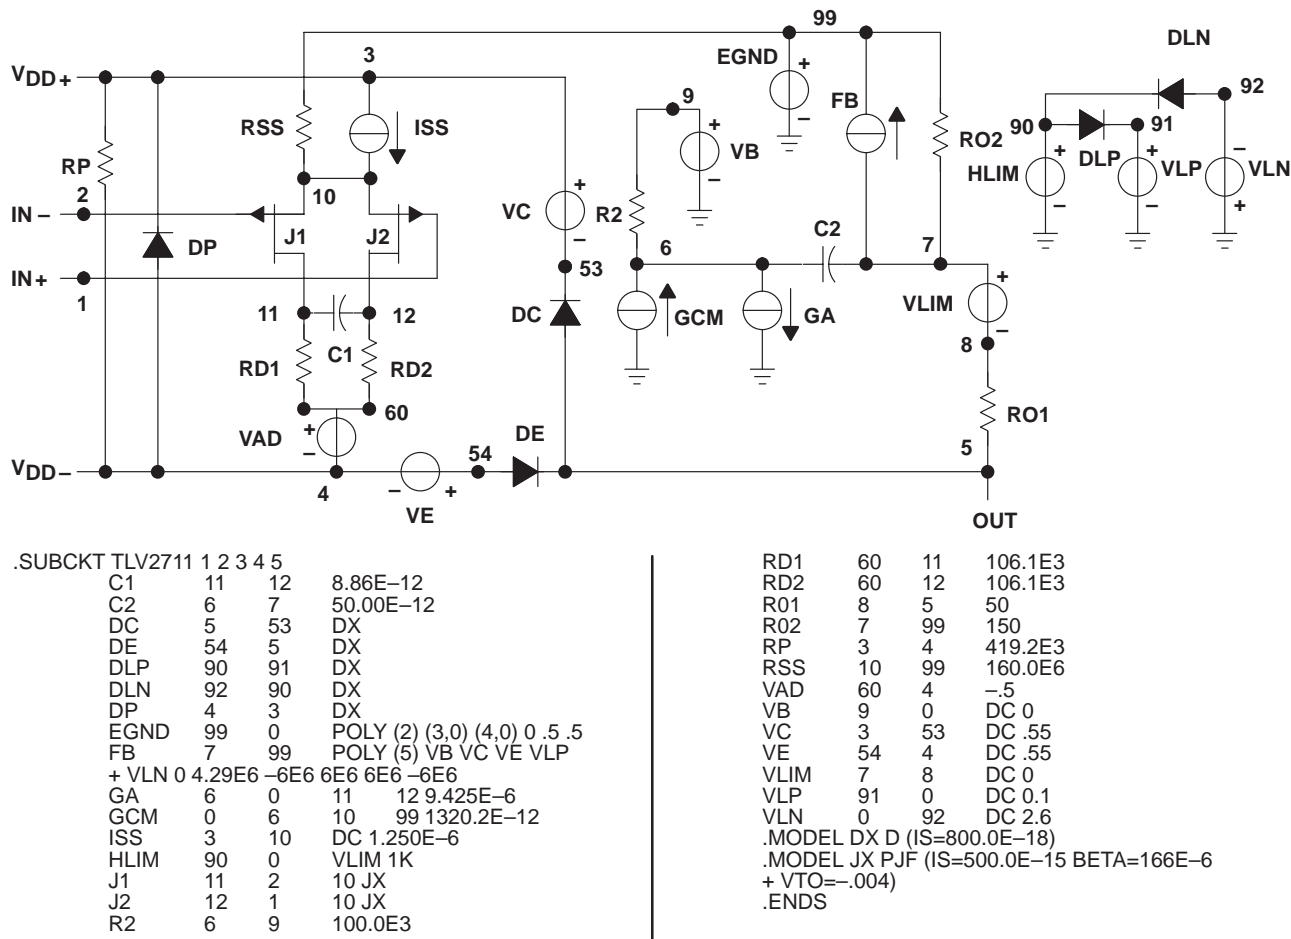 99
DLN
3
VDD+
EGND
+
9
FB
92
RSS
ISS
+
90
91
RO2
DLP
-
RP
VB
+
+
HLIM
VLP
VLN
2
10
-
-
-
+
IN -
+
VC
R2
C2
J1
J2
-
6
7
DP
IN+
53
+
1
VLIM
11
12
DC
GCM
GA
-
C1
8
RD1
RD2
60
RO1
VAD
+
-
DE
54
5
VDD-
4
-
+
VE
OUT
.SUBCKT TLV2711 1 2 3 4 5
C1 11 12 8.86E–12
C2 6 7 50.00E–12
DC 5 53 DX
DE 54 5 DX
DLP 90 91 DX
DLN 92 90 DX
DP 4 3 DX
EGND 99 0 POLY (2) (3,0) (4,0) 0 .5 .5
FB 7 99 POLY (5) VB VC VE VLP
+ VLN 0 4.29E6 –6E6 6E6 6E6 –6E6
GA 6 0 11 12 9.425E–6
GCM 0 6 10 99 1320.2E–12
ISS 3 10 DC 1.250E–6
HLIM 90 0 VLIM 1K
J1 11 2 10 JX
J2 12 1 10 JX
R2 6 9 100.0E3
RD1 60 11 106.1E3
RD2 60 12 106.1E3
R01 8 5 50
R02 7 99 150
RP 3 4 419.2E3
RSS 10 99 160.0E6
VAD 60 4 –.5
VB 9 0 DC 0
VC 3 53 DC .55
VE 54 4 DC .55
VLIM 7 8 DC 0
VLP 91 0 DC 0.1
VLN 0 92 DC 2.6
.MODEL DX D (IS=800.0E–18)
.MODEL JX PJF (IS=500.0E–15 BETA=166E–6
+ VTO=–.004)
.ENDS